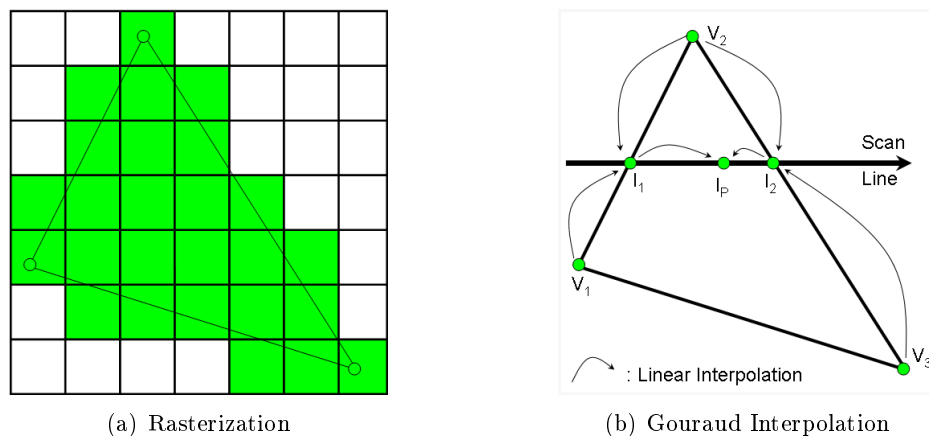 V2
Scan
I1
IP
I2
Line
V1
V3
: Linear Interpolation
(a) Rasterization
(b) Gouraud Interpolation